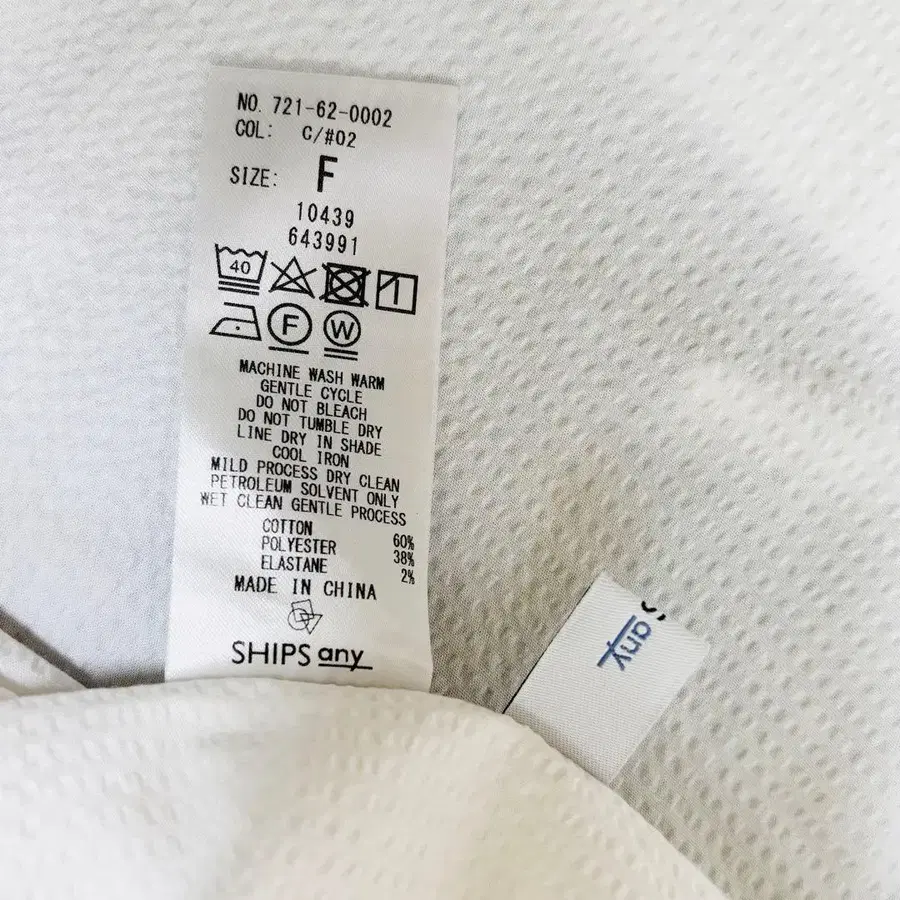 NO. 721-62-0002
COL: C/#02
SIZE: F
10439
643991
40
F W
MACHINE WASH WARM
GENTLE CYCLE
DO NOT BLEACH
DO NOT TUMBLE DRY
LINE DRY IN SHADE
COOL IRON
MILD PROCESS DRY CLEAN
PETROLEUM SOLVENT ONLY
WET CLEAN GENTLE PROCESS
COTTON 60%
POLYESTER 38%
ELASTANE 2%
MADE IN CHINA
SHIPS any
any